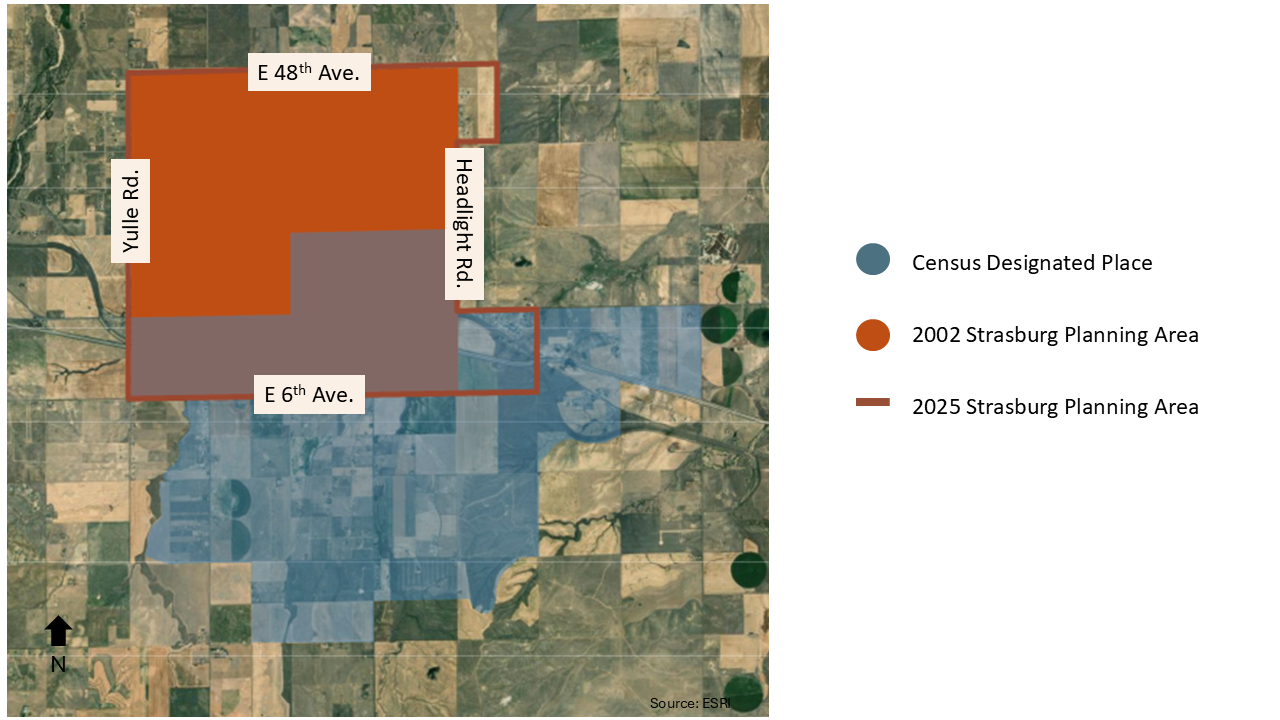 E 48th Ave.
Yulle Rd.
Headlight Rd.
E 6th Ave.
N
Source: ESRI
Census Designated Place
2002 Strasburg Planning Area
2025 Strasburg Planning Area